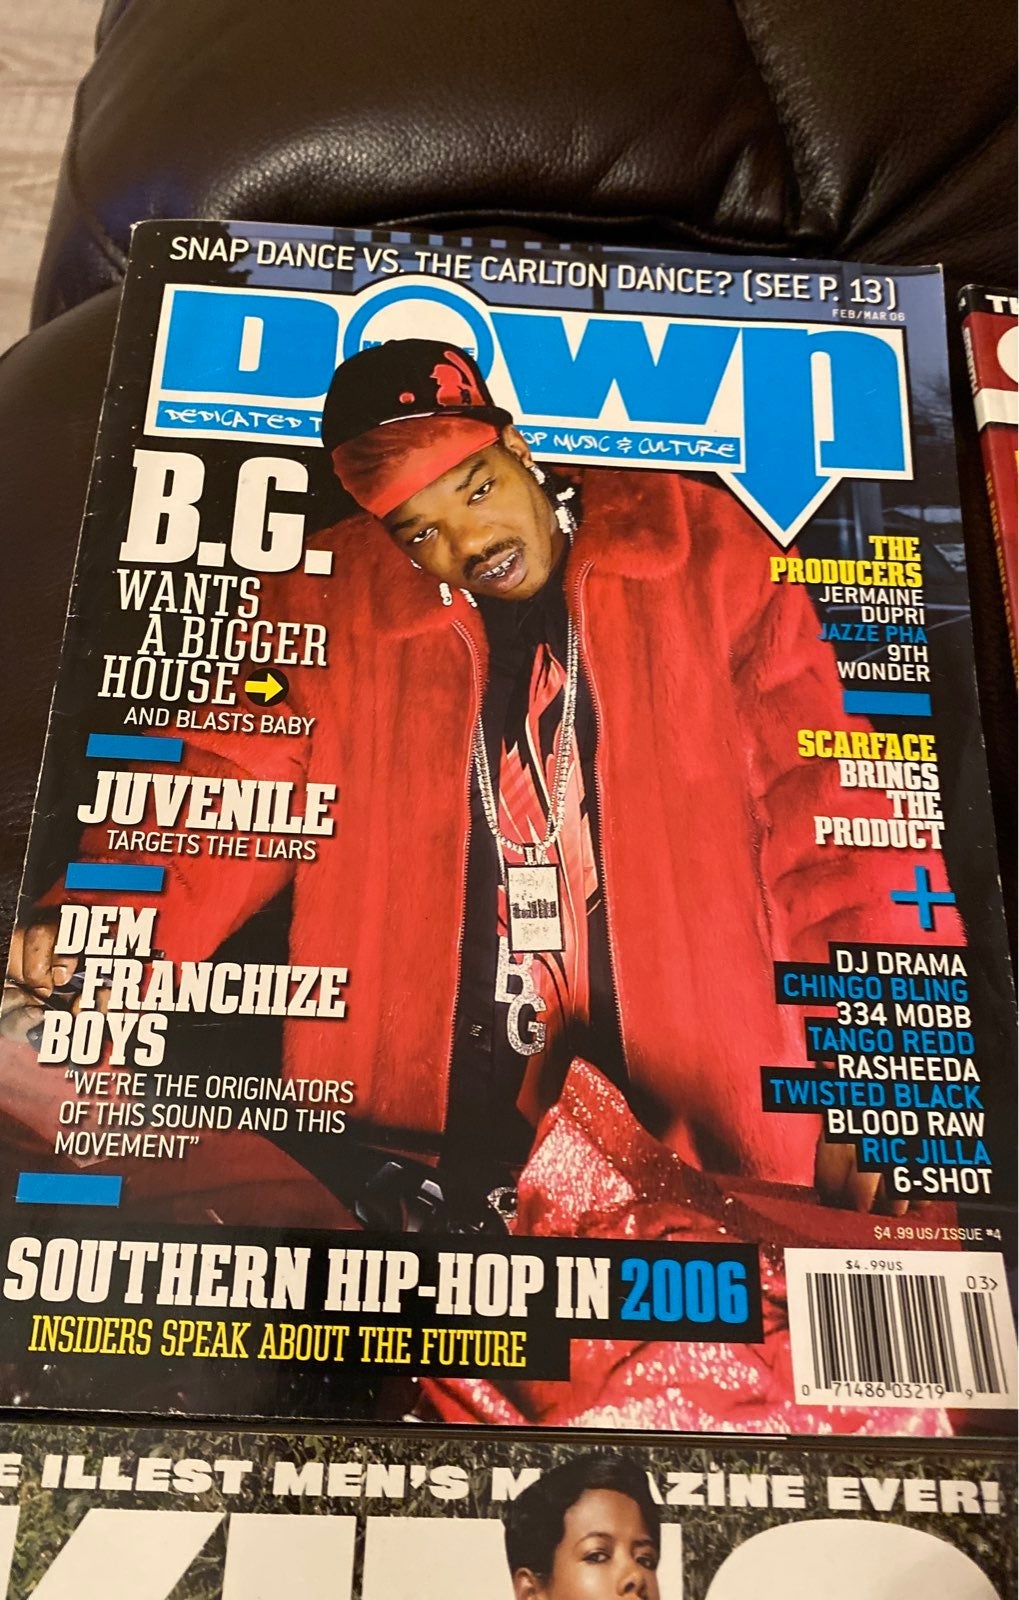 SNAP DANCE VS. THE CARLTON DANCE? (SEE P. 13)
FEB/MAR 06
DOWN
DEDICATED
MUSIC & CULTURE
B.G.
WANTS
A BIGGER
HOUSE
AND BLASTS BABY
JUVENILE
TARGETS THE LIARS
DEM
FRANCHIZE
BOYS
"WE'RE THE ORIGINATORS
OF THIS SOUND AND THIS
MOVEMENT"
THE
PRODUCERS
JERMAINE
DUPRI
JAZZE PHA
9TH
WONDER
SCARFACE
BRINGS
THE
PRODUCT
+
DJ DRAMA
CHINGO BLING
334 MOBB
TANGO REDD
RASHEEDA
TWISTED BLACK
BLOOD RAW
RIC JILLA
6-SHOT
BG
$4.99 US/ISSUE #4
SOUTHERN HIP-HOP IN 2006
INSIDERS SPEAK ABOUT THE FUTURE
$4.99US
03>
0 71486 03219 9
ILLEST MEN'S EVER!